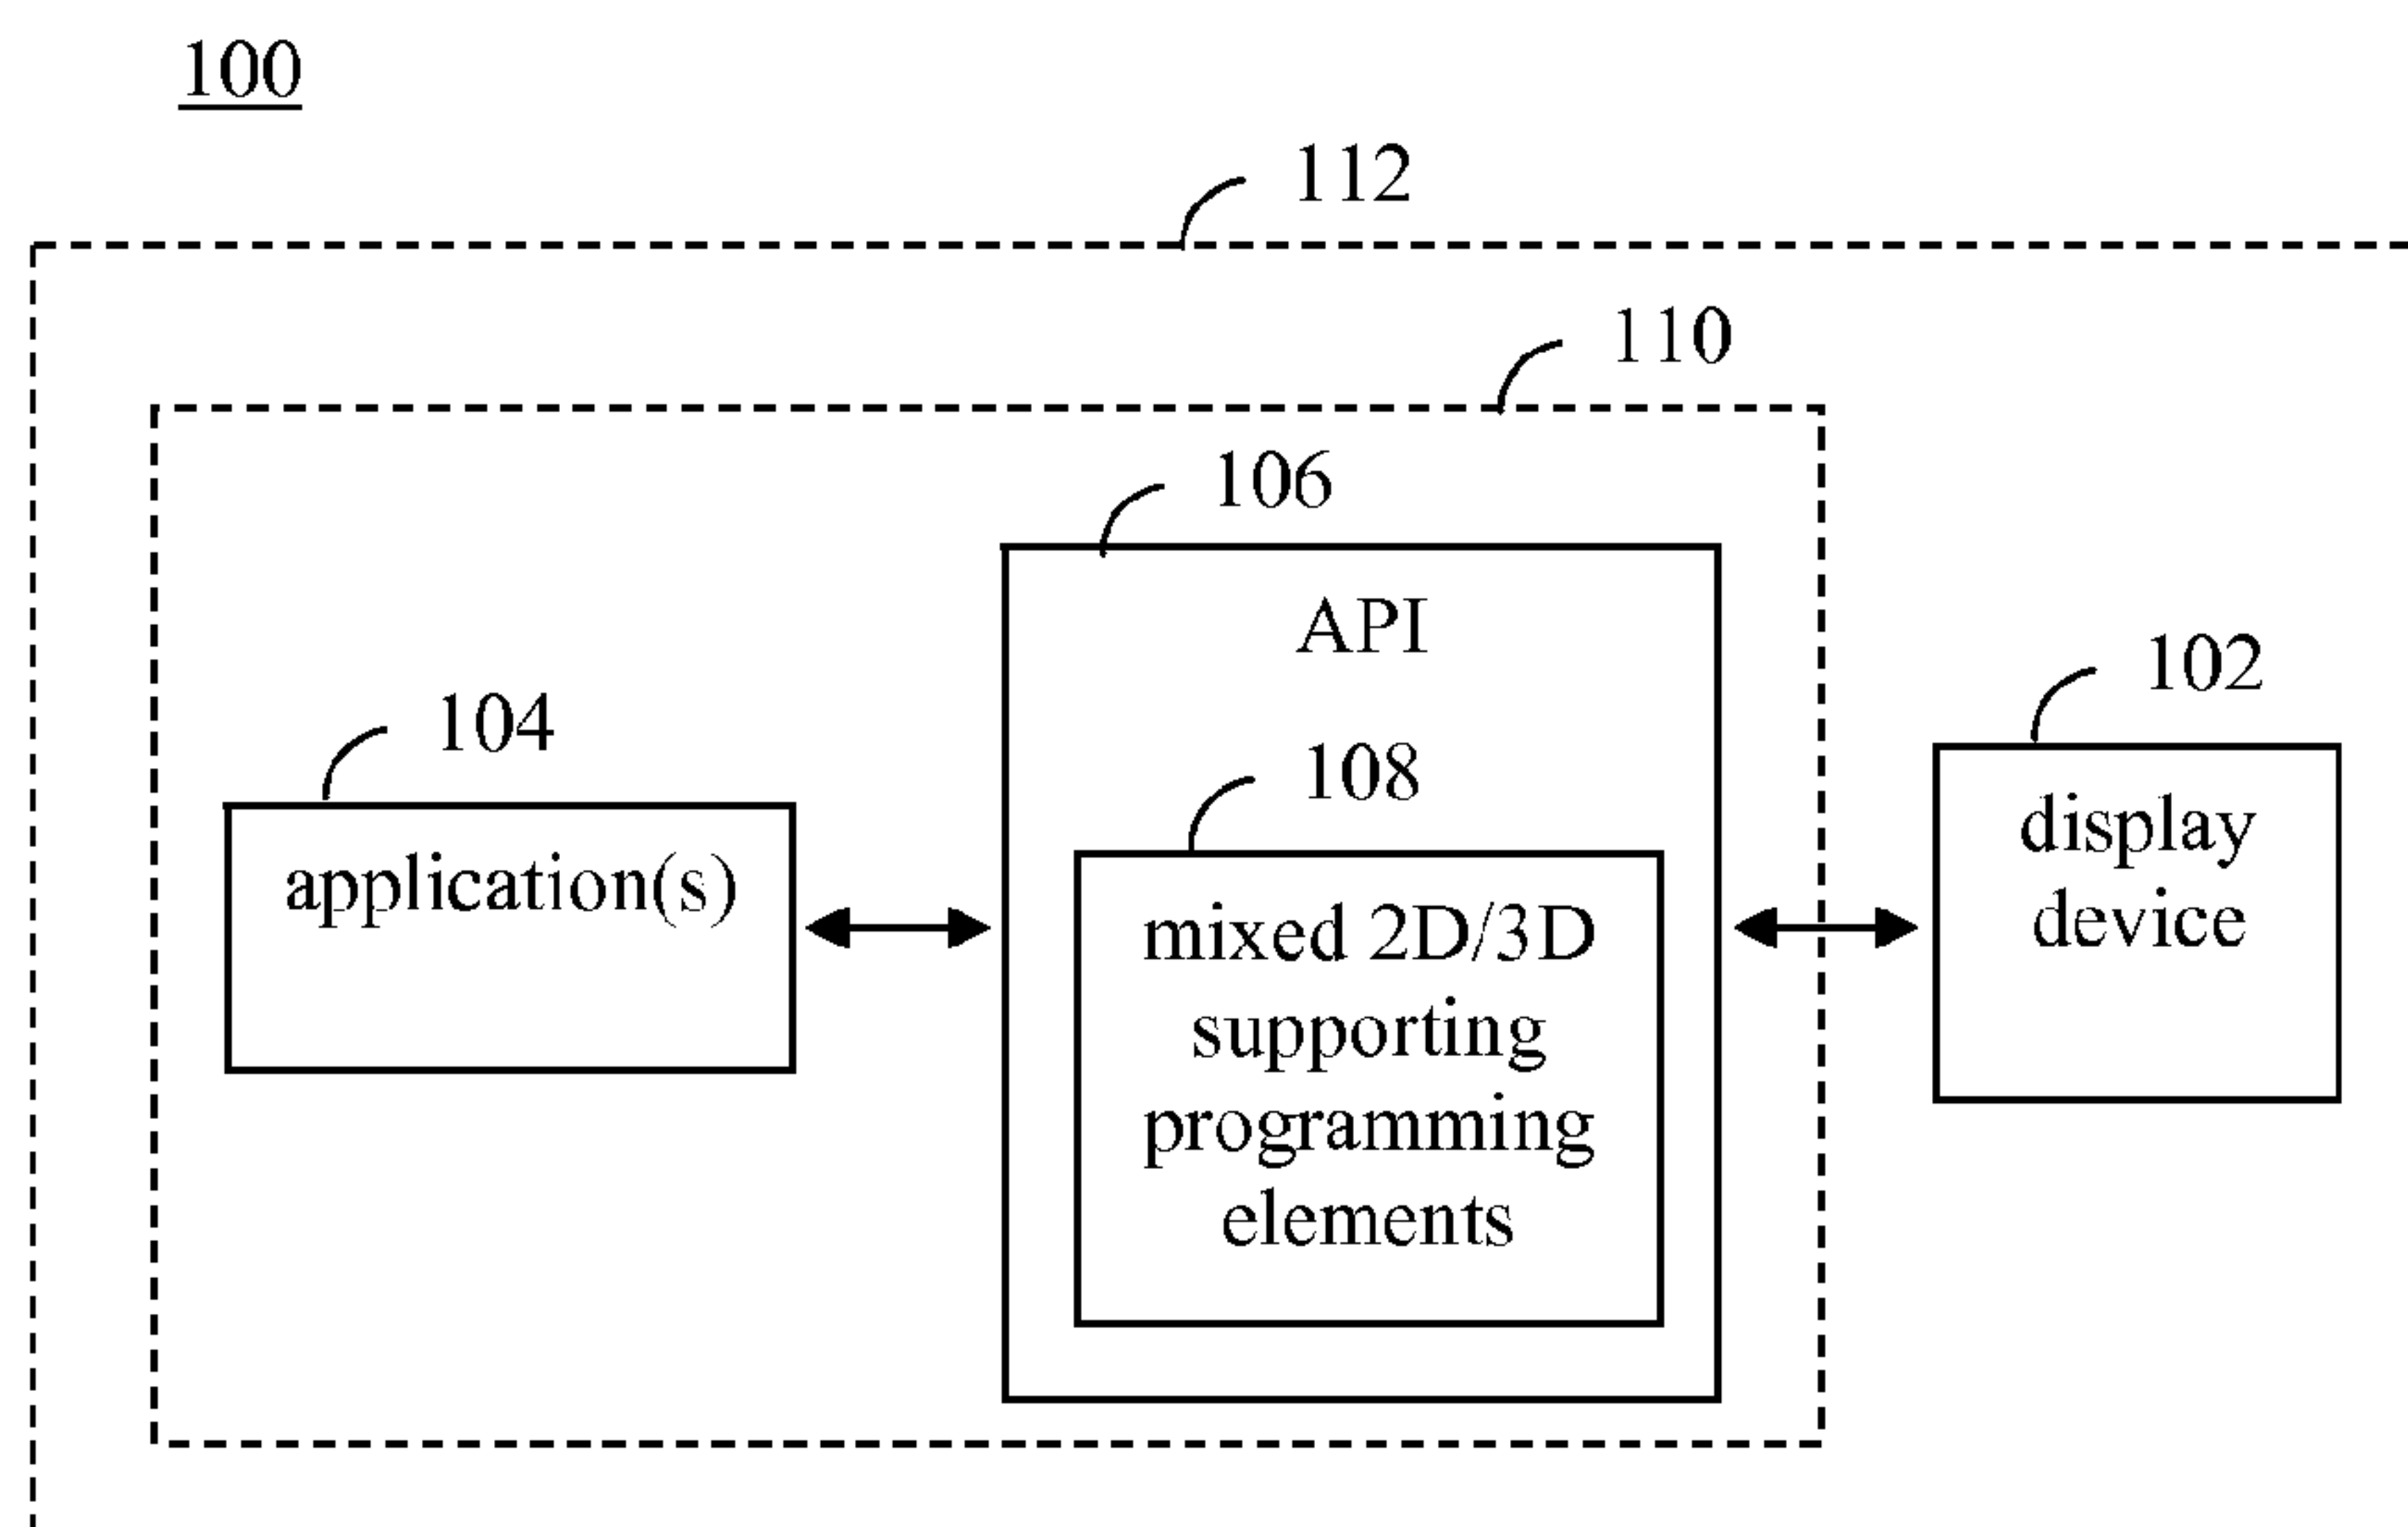 100
112
110
106
API
102
104
108
display
device
application(s)
mixed 2D/3D
supporting
programming
elements